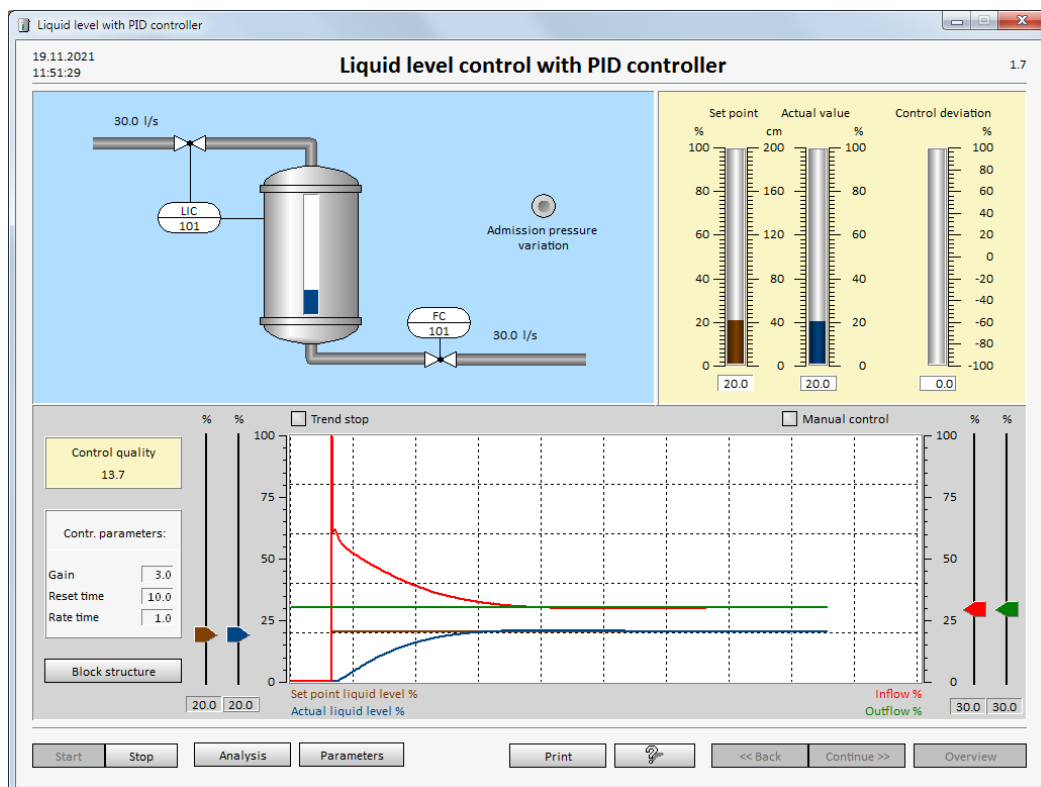 Liquid level with PID controller
19.11.2021
11:51:29
Liquid level control with PID controller
1.7
30.0 l/s
LIC
101
Admission pressure
variation
FC
101
30.0 l/s
Set point Actual value Control deviation
% cm % %
100 200 100 100
80
80 160 80 60
40
60 120 60 20
0
40 80 40 -20
-40
20 40 20 -60
-80
0 0 0 -100
20.0 20.0 0.0
% % Trend stop Manual control % %
Control quality
13.7
Contr. parameters:
Gain 3.0
Reset time 10.0
Rate time 1.0
Block structure
100 100
75 75
50 50
25 25
0 0
20.0 20.0
Set point liquid level % Inflow %
Actual liquid level % Outflow %
30.0 30.0
Start Stop Analysis Parameters Print ? << Back Continue >> Overview